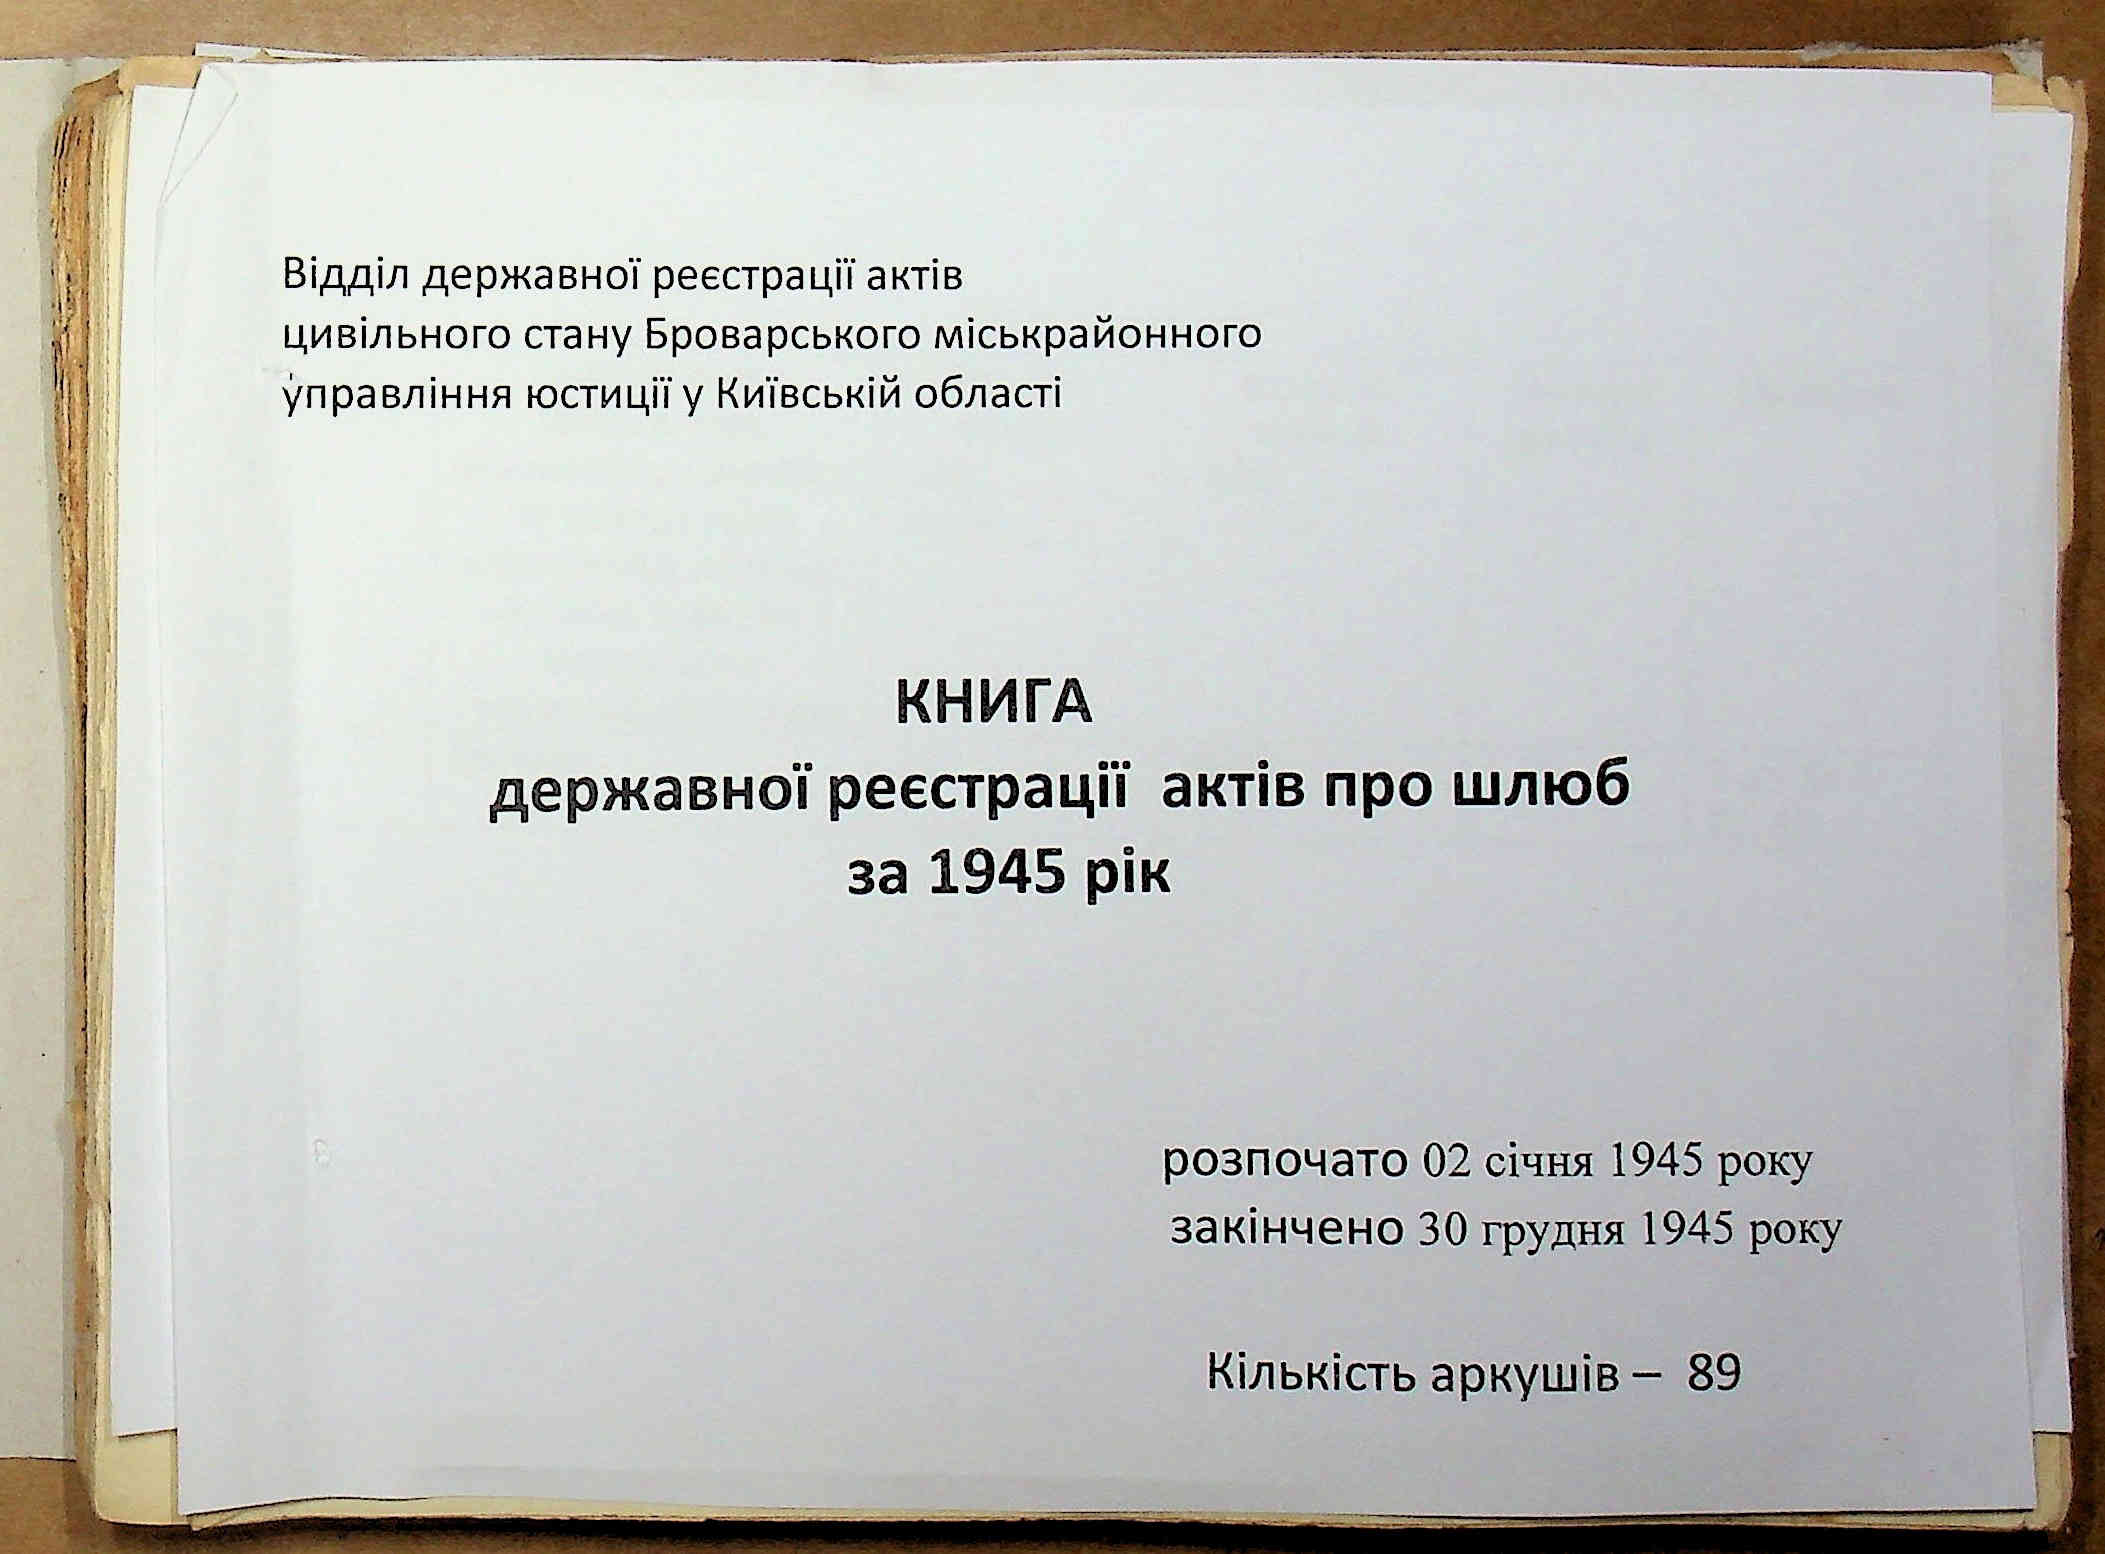 Відділ державної реєстрації актів
цивільного стану Броварського міськрайонного
управління юстиції у Київській області
КНИГА
державної реєстрації актів про шлюб
за 1945 рік
розпочато 02 січня 1945 року
закінчено 30 грудня 1945 року
Кількість аркушів – 89